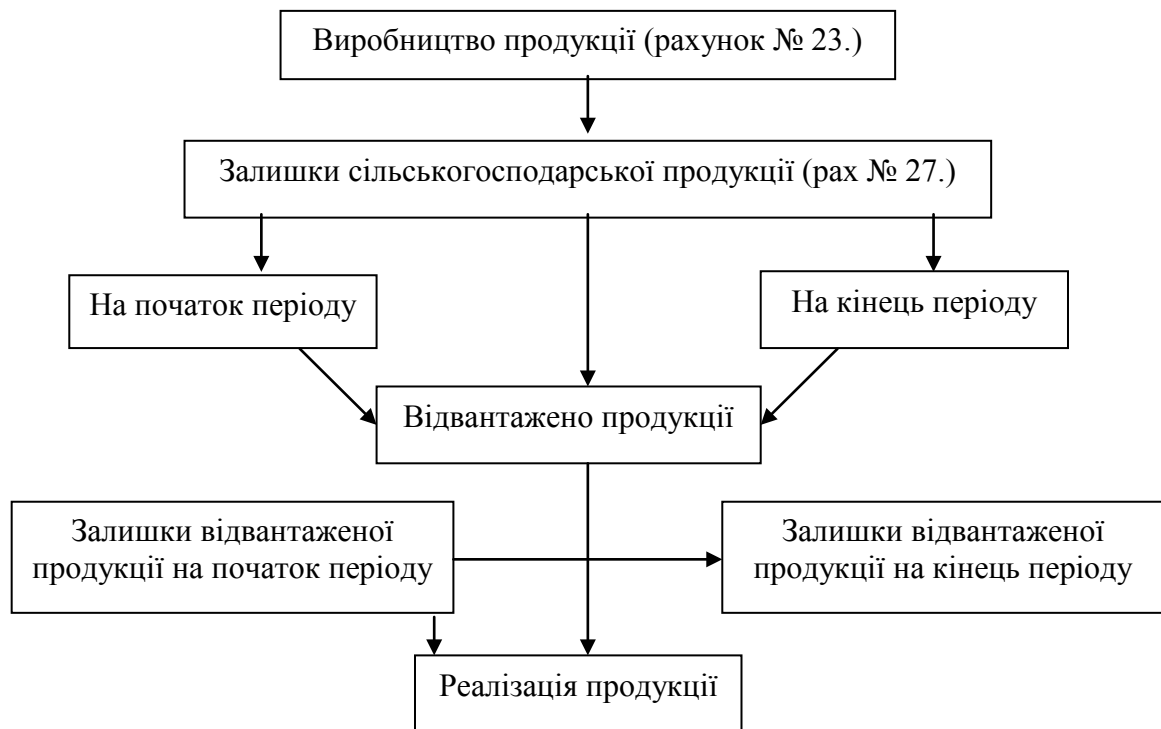 Виробництво продукції (рахунок № 23.)
Залишки сільськогосподарської продукції (рах № 27.)
На початок періоду
На кінець періоду
Відвантажено продукції
Залишки відвантаженої
продукції на початок періоду
Залишки відвантаженої
продукції на кінець періоду
Реалізація продукції